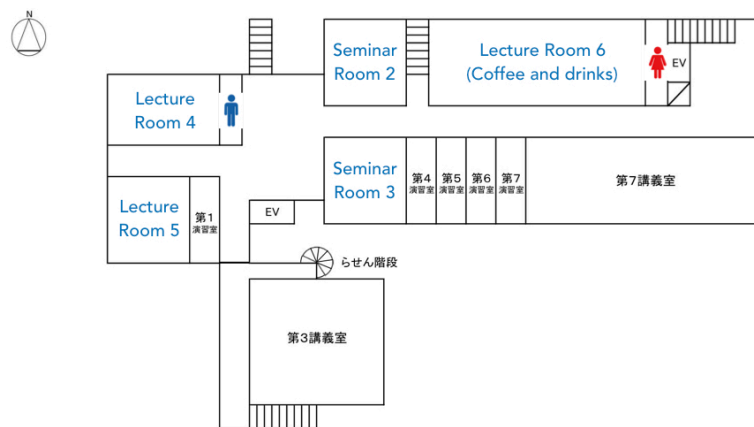 N
Seminar
Room 2
Lecture Room 6
(Coffee and drinks)
EV
Lecture
Room 4
Seminar
Room 3
第4
演習室
第5
演習室
第6
演習室
第7
演習室
第7講義室
Lecture
Room 5
第1
演習室
EV
らせん階段
第3講義室